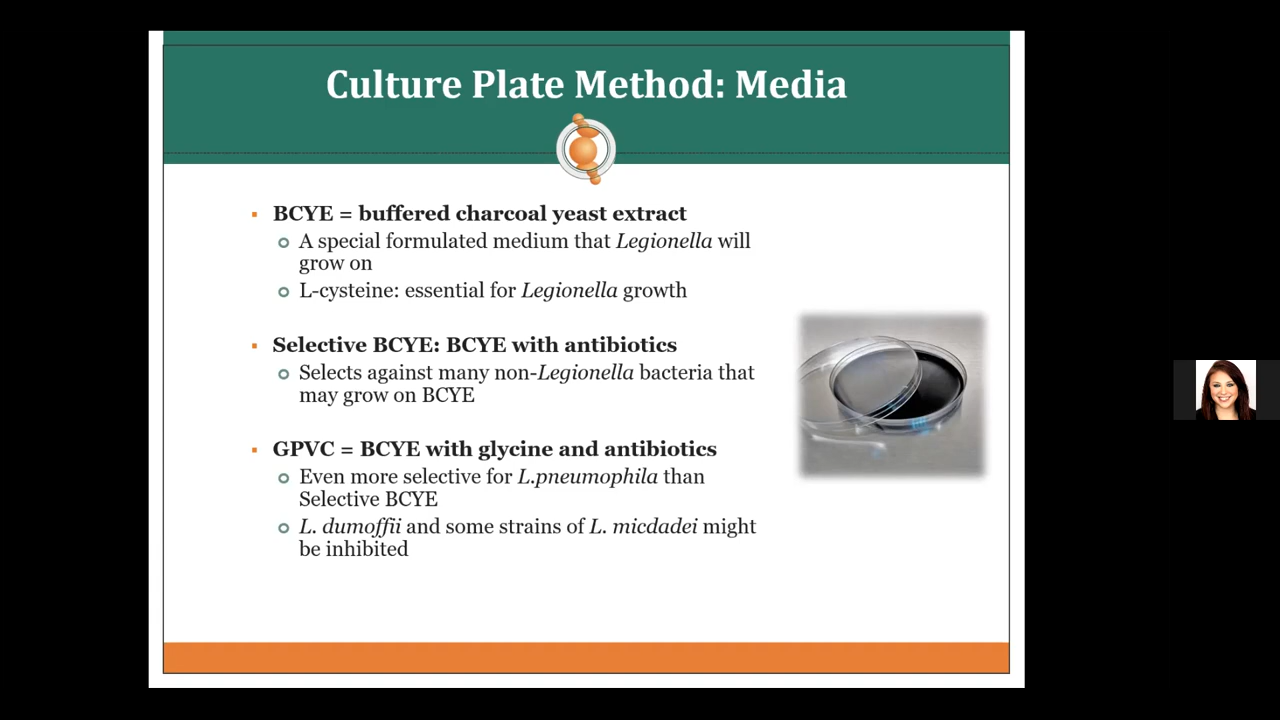 Culture Plate Method: Media
▪ BCYE = buffered charcoal yeast extract
o A special formulated medium that Legionella will
grow on
o L-cysteine: essential for Legionella growth
▪ Selective BCYE: BCYE with antibiotics
o Selects against many non-Legionella bacteria that
may grow on BCYE
▪ GPVC = BCYE with glycine and antibiotics
o Even more selective for L.pneumophila than
Selective BCYE
o L. dumoffii and some strains of L. micdadei might
be inhibited